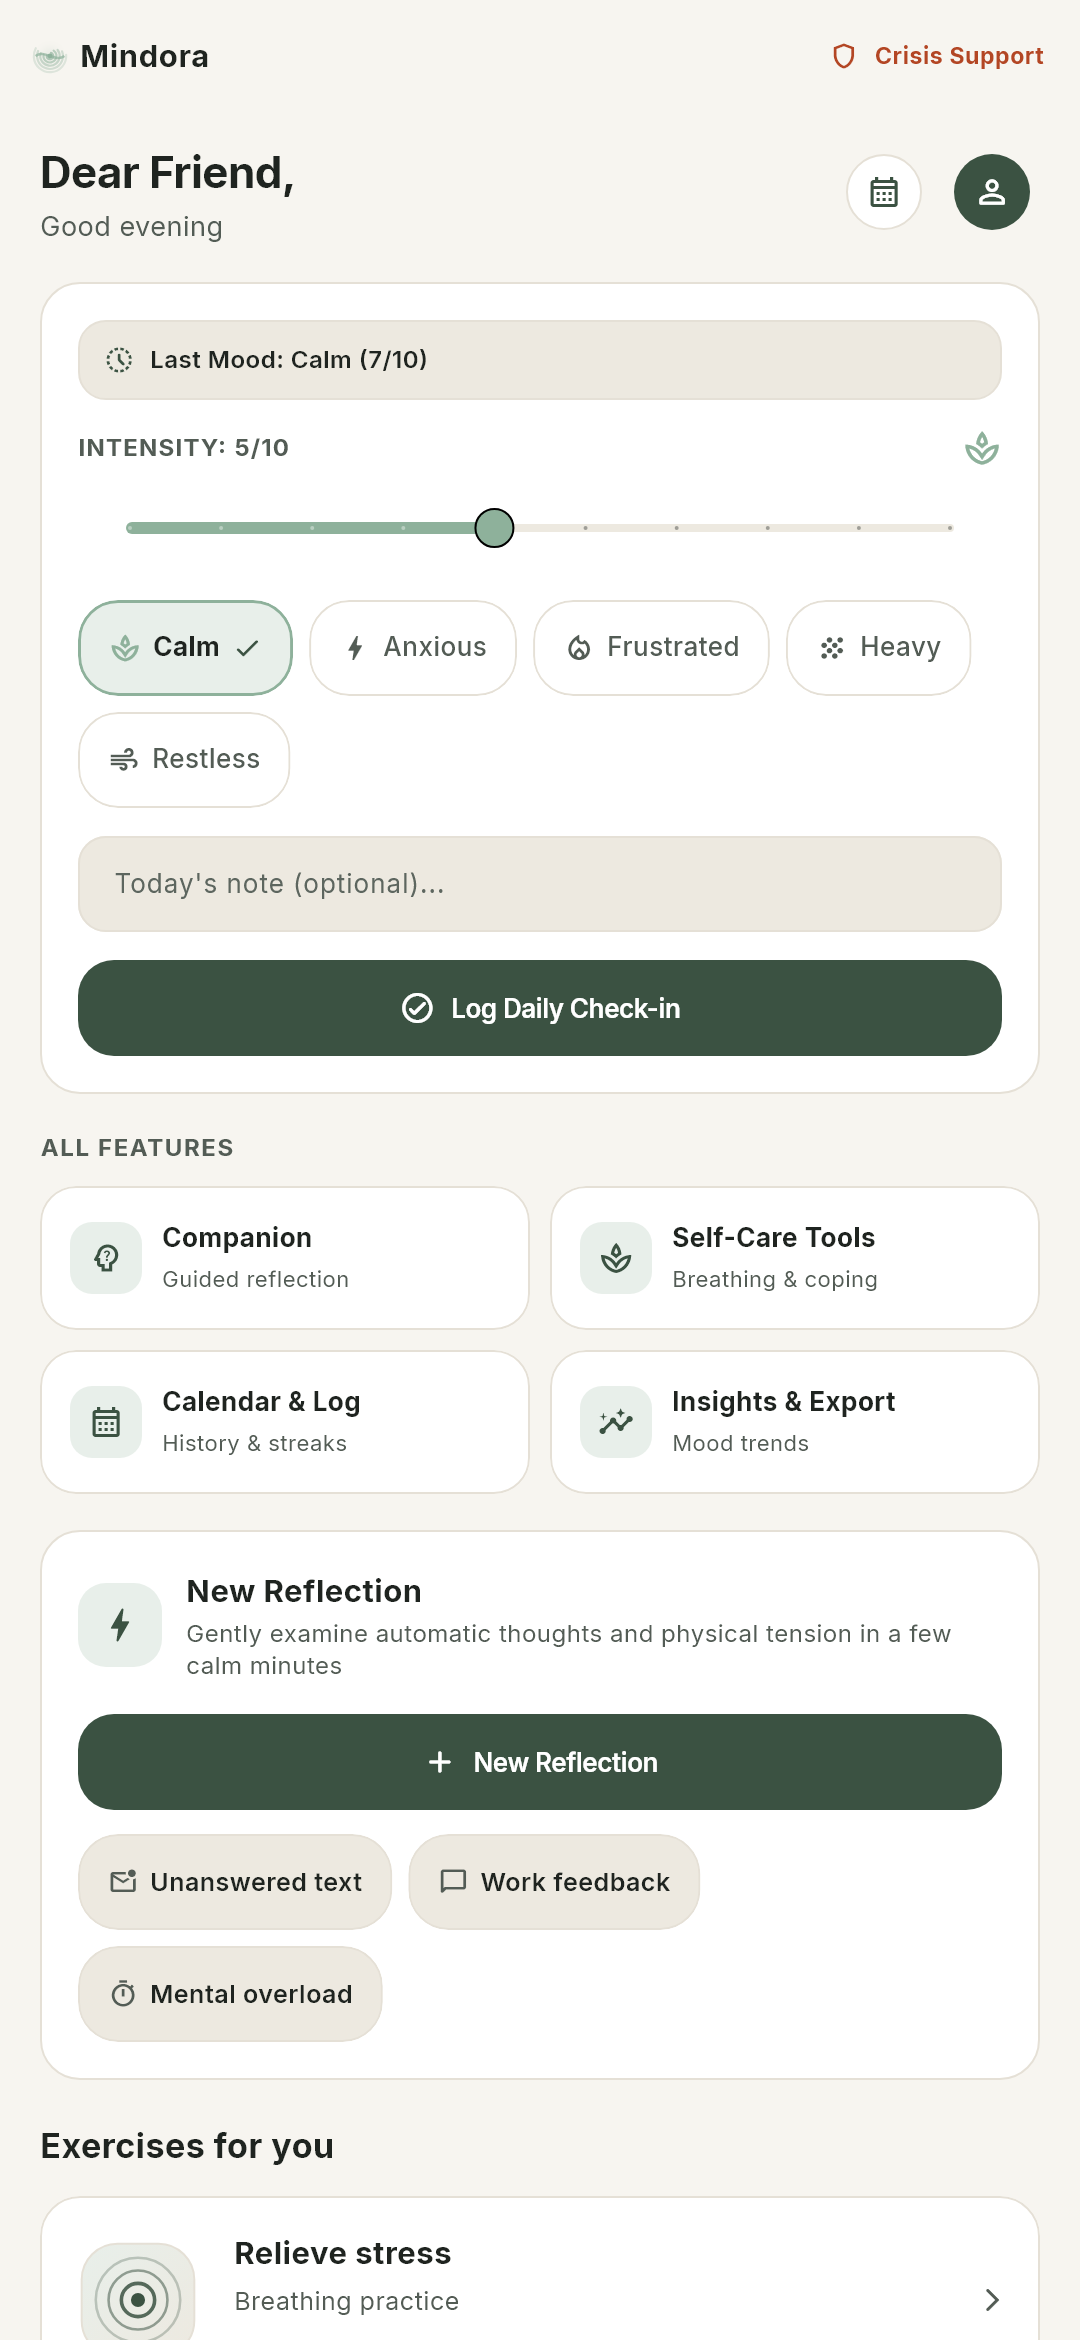 Mindora
Crisis Support
Dear Friend,
Good evening
Last Mood: Calm (7/10)
INTENSITY: 5/10
Calm
Anxious
Frustrated
Heavy
Restless
Today's note (optional)...
Log Daily Check-in
ALL FEATURES
Companion
Guided reflection
Self-Care Tools
Breathing & coping
Calendar & Log
History & streaks
Insights & Export
Mood trends
New Reflection
Gently examine automatic thoughts and physical tension in a few
calm minutes
New Reflection
Unanswered text
Work feedback
Mental overload
Exercises for you
Relieve stress
Breathing practice